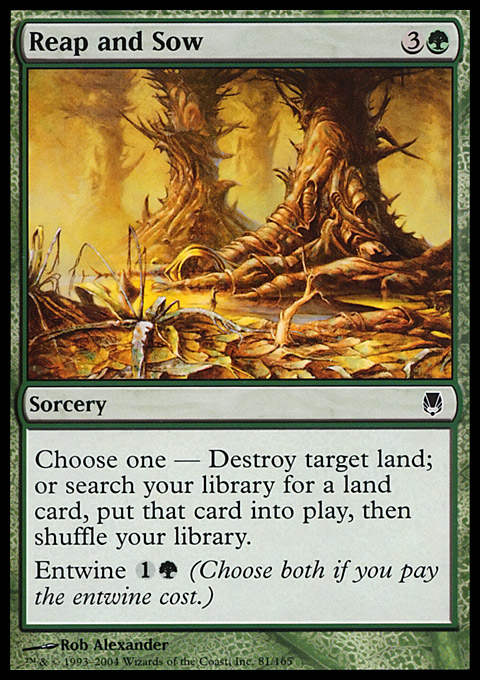 Reap and Sow 3
Sorcery
Choose one — Destroy target land;
or search your library for a land
card, put that card into play, then
shuffle your library.
Entwine 1 (Choose both if you pay
the entwine cost.)
Rob Alexander
™ & © 1993–2004 Wizards of the Coast, Inc. 81/165